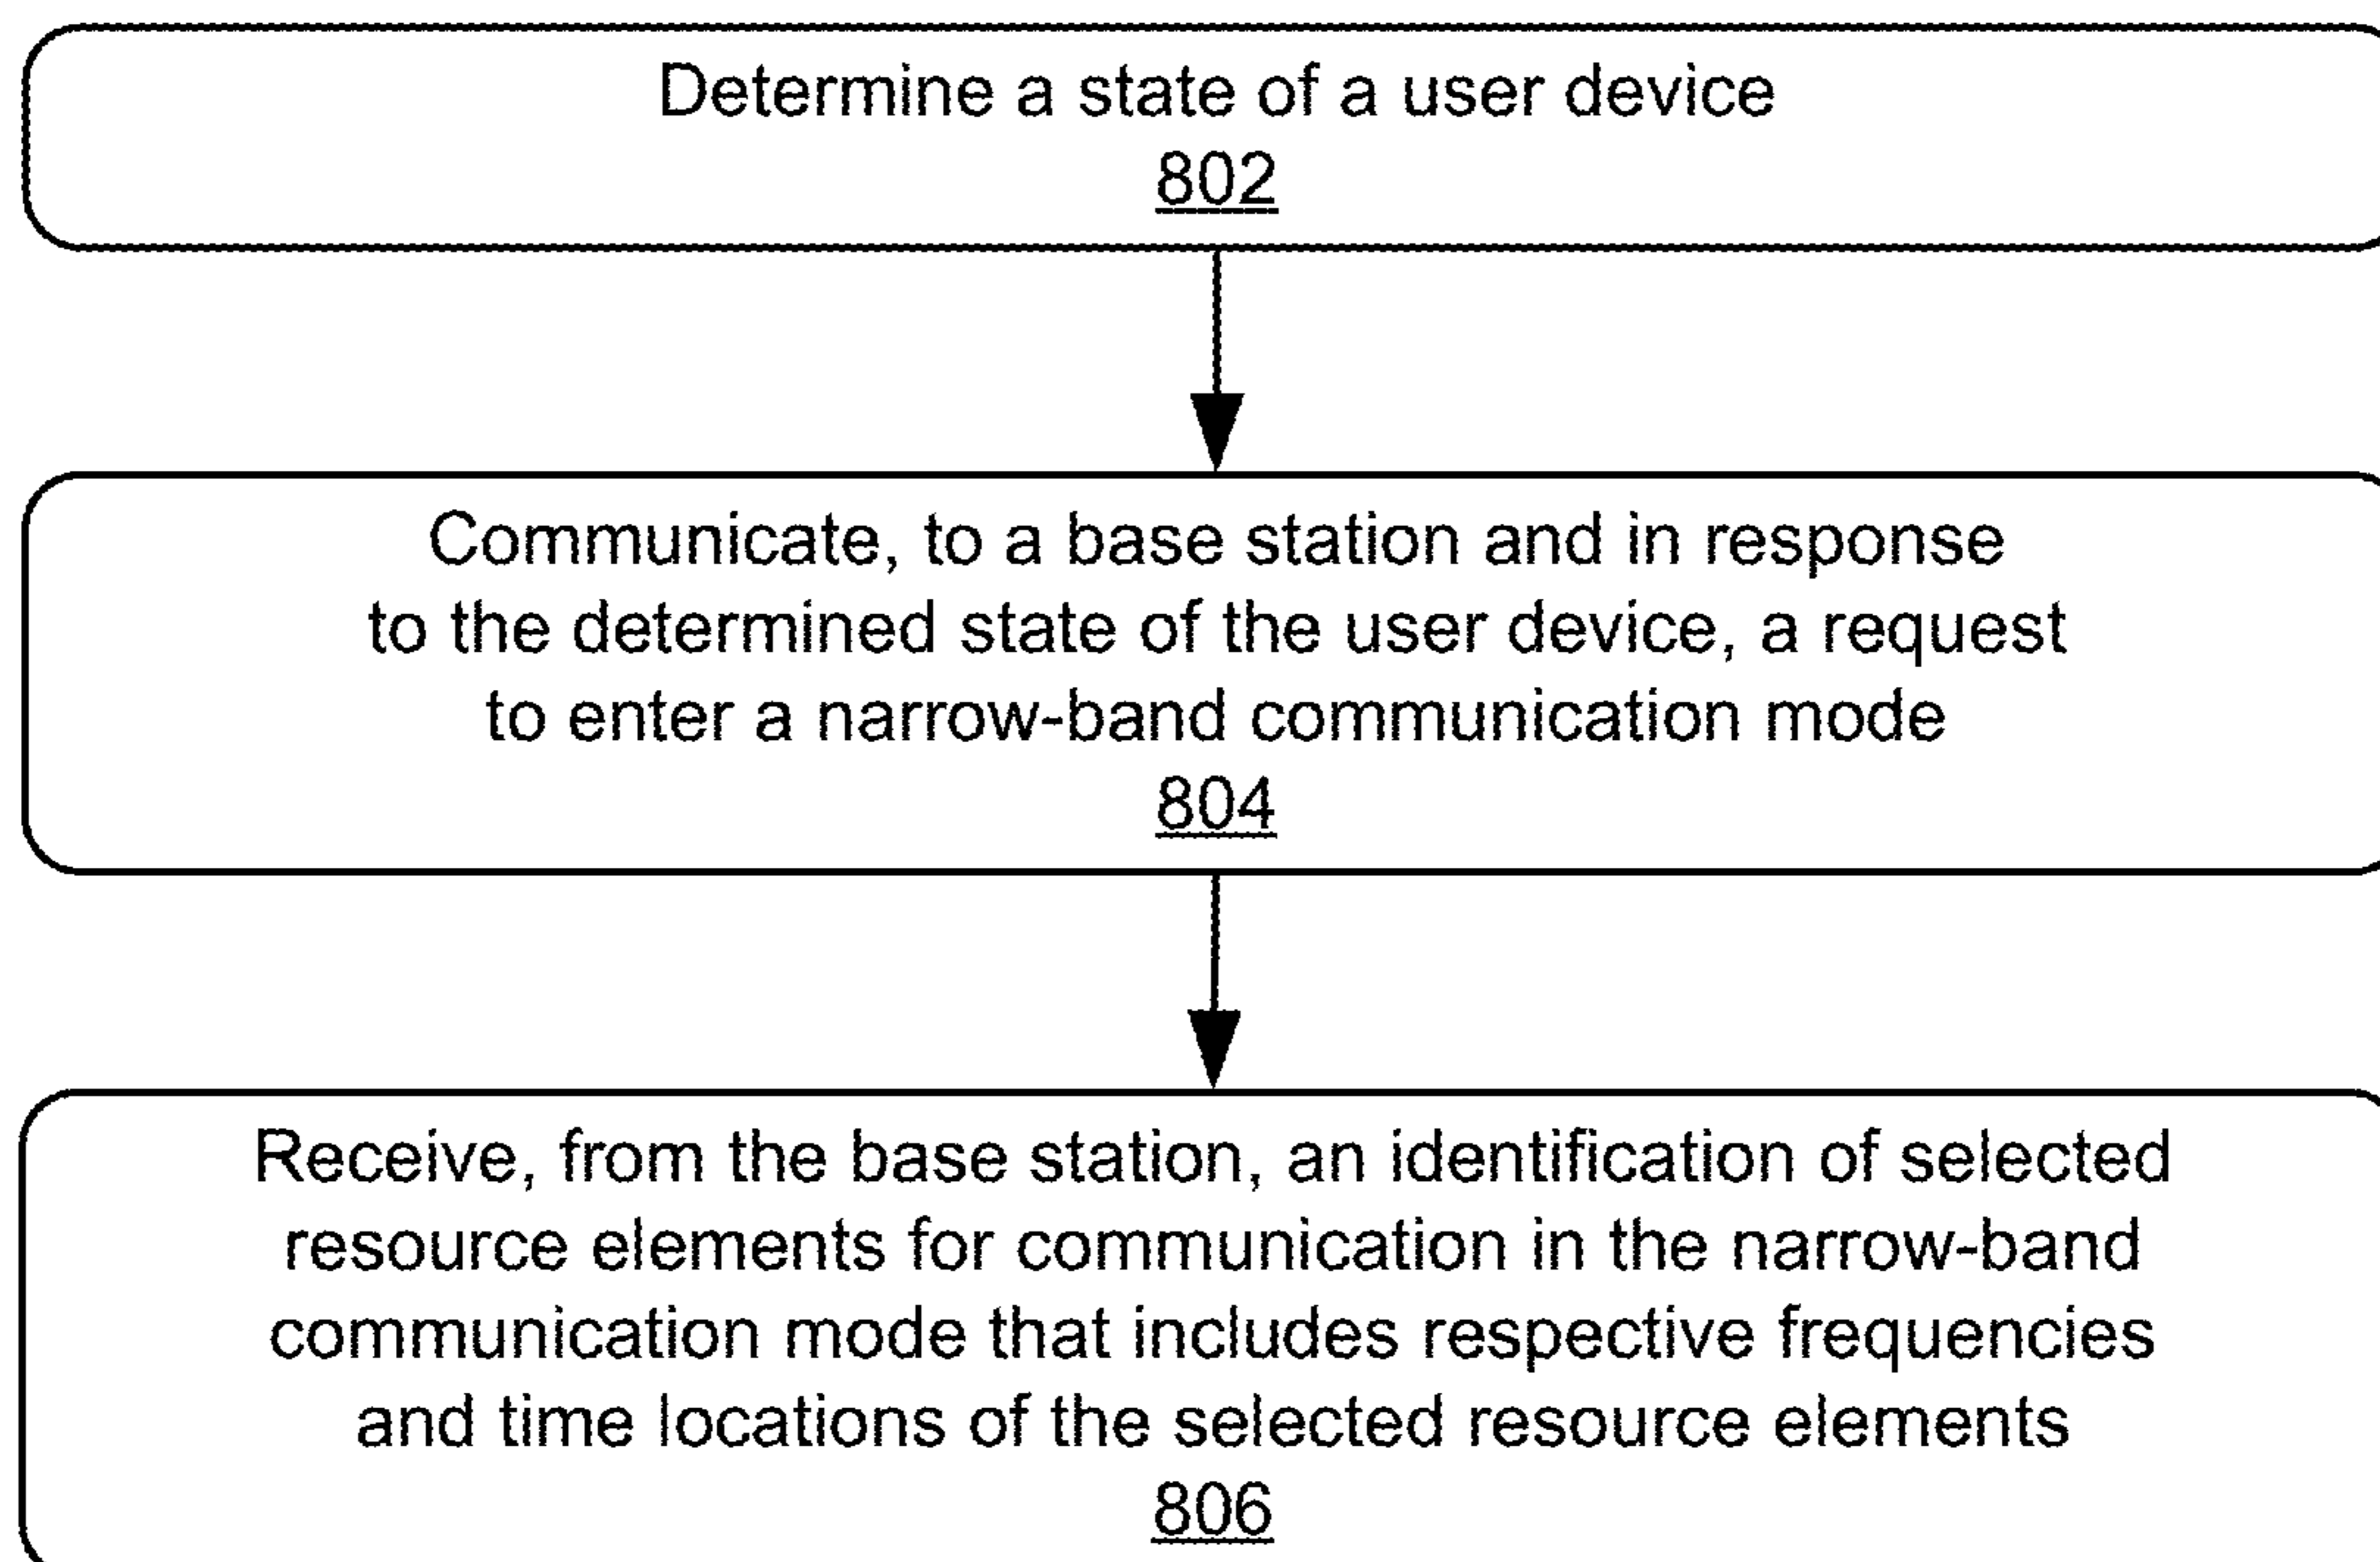 Determine a state of a user device
802
Communicate, to a base station and in response
to the determined state of the user device, a request
to enter a narrow-band communication mode
804
Receive, from the base station, an identification of selected
resource elements for communication in the narrow-band
communication mode that includes respective frequencies
and time locations of the selected resource elements
806